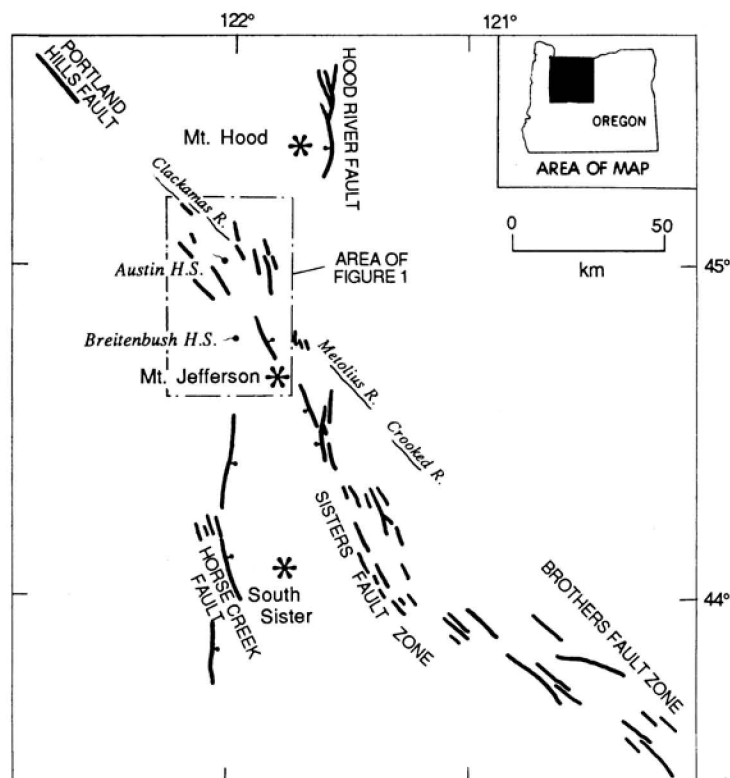 122°
121°
PORTLAND
HILLS FAULT
HOOD RIVER FAULT
Mt. Hood
OREGON
AREA OF MAP
Clackamas R.
0 50
km
AREA OF
FIGURE 1
Austin H.S.
45°
Breitenbush H.S.
Mt. Jefferson
Metolius R.
Crooked R.
SISTERS FAULT ZONE
HORSE CREEK
FAULT
South
Sister
44°
BROTHERS FAULT ZONE